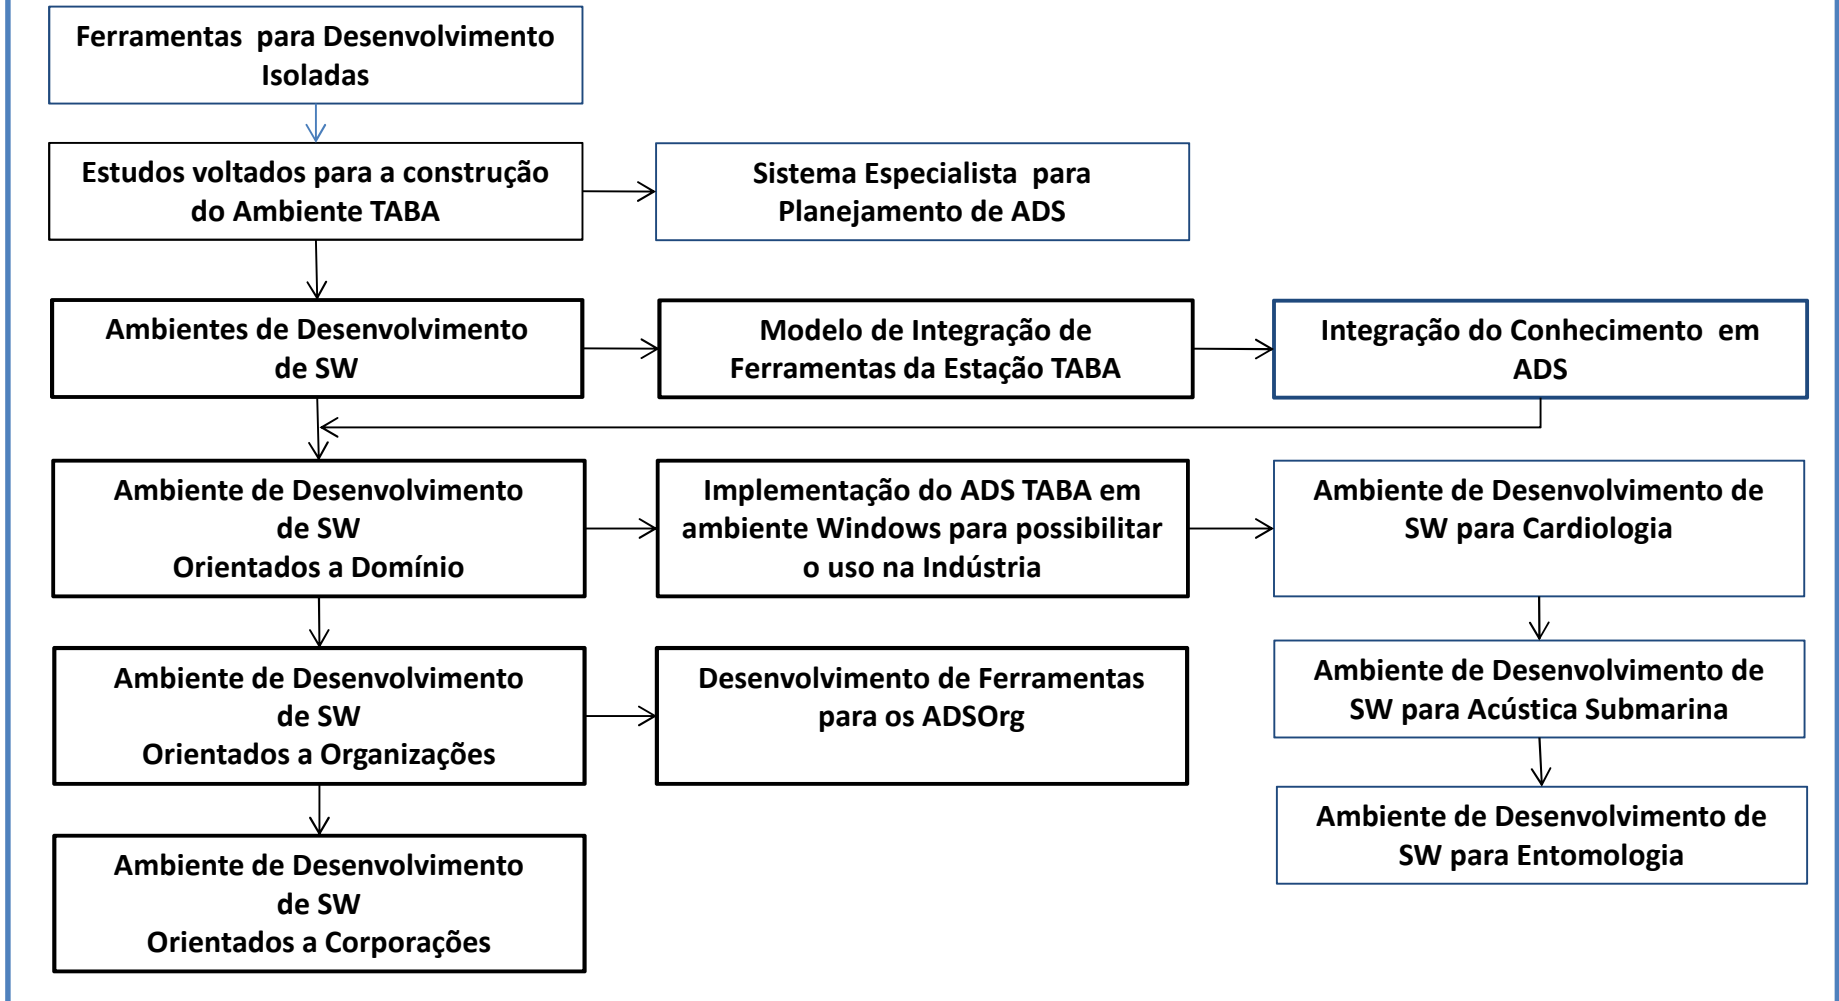 Ferramentas para Desenvolvimento
Isoladas
Estudos voltados para a construção
do Ambiente TABA
Sistema Especialista para
Planejamento de ADS
Ambientes de Desenvolvimento
de SW
Modelo de Integração de
Ferramentas da Estação TABA
Integração do Conhecimento em
ADS
Ambiente de Desenvolvimento
de SW
Orientados a Domínio
Implementação do ADS TABA em
ambiente Windows para possibilitar
o uso na Indústria
Ambiente de Desenvolvimento de
SW para Cardiologia
Ambiente de Desenvolvimento
de SW
Orientados a Organizações
Desenvolvimento de Ferramentas
para os ADSOrg
Ambiente de Desenvolvimento de
SW para Acústica Submarina
Ambiente de Desenvolvimento de
SW para Entomologia
Ambiente de Desenvolvimento
de SW
Orientados a Corporações